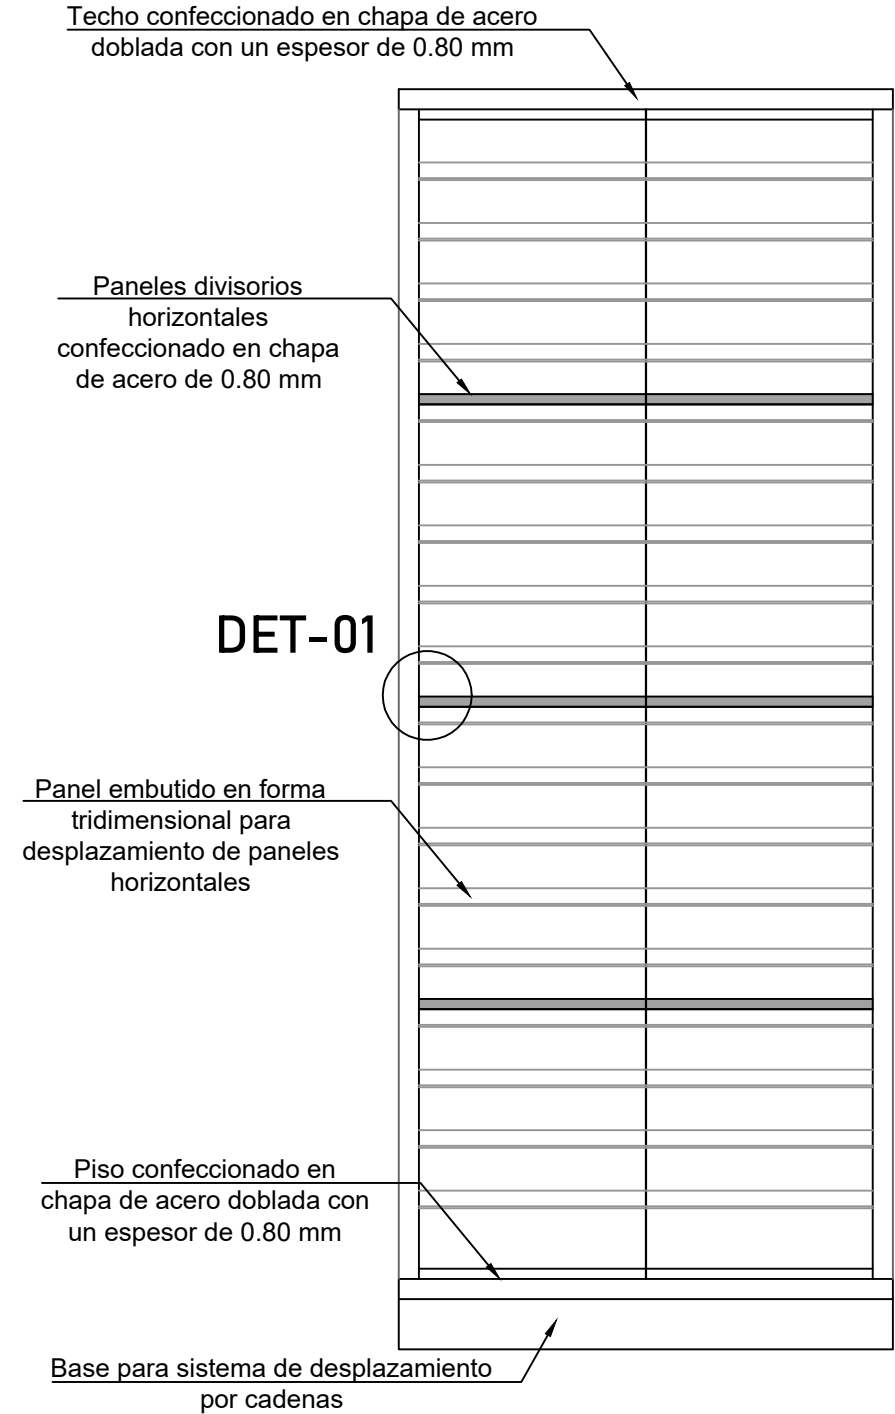 Techo confeccionado en chapa de acero
doblada con un espesor de 0.80 mm
Paneles divisorios
horizontales
confeccionado en chapa
de acero de 0.80 mm
DET-01
Panel embutido en forma
tridimensional para
desplazamiento de paneles
horizontales
Piso confeccionado en
chapa de acero doblada con
un espesor de 0.80 mm
Base para sistema de desplazamiento
por cadenas